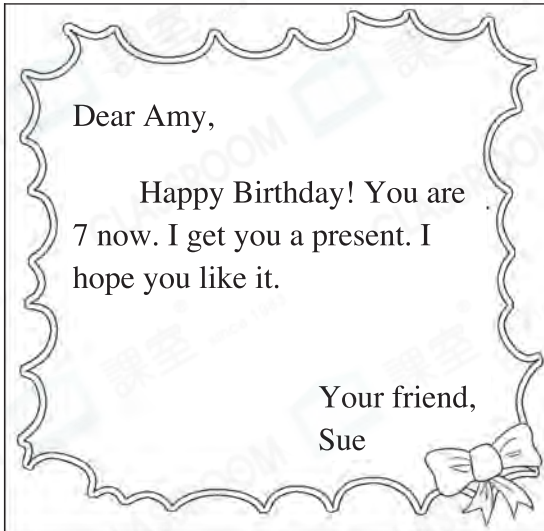 Dear Amy,
Happy Birthday! You are
7 now. I get you a present. I
hope you like it.
Your friend,
Sue